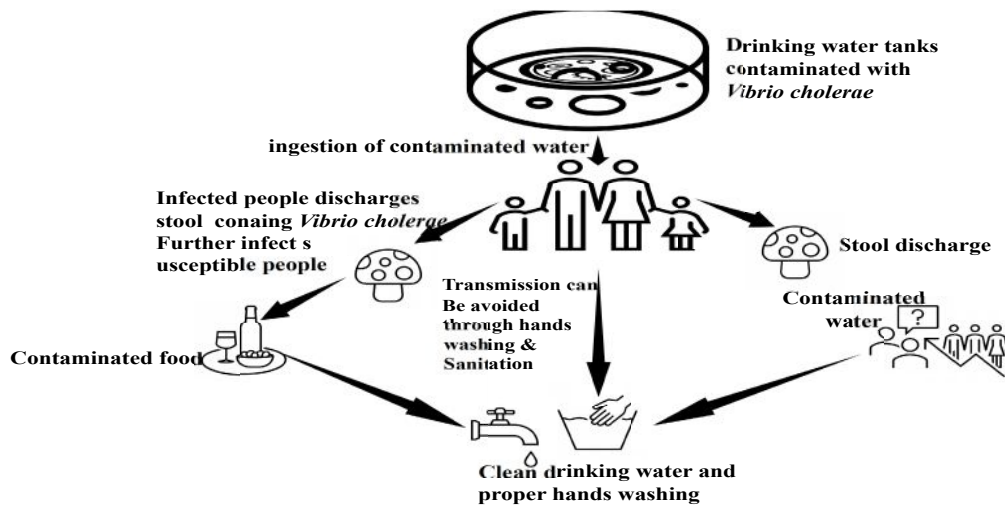 Drinking water tanks
contaminated with
Vibrio cholerae
ingestion of contaminated water
Infected people discharges
stool conaing Vibrio cholerae
Further infect s
usceptible people
Stool discharge
Transmission can
Be avoided
through hands
washing &
Sanitation
Contaminated
water
?
Contaminated food
Clean drinking water and
proper hands washing